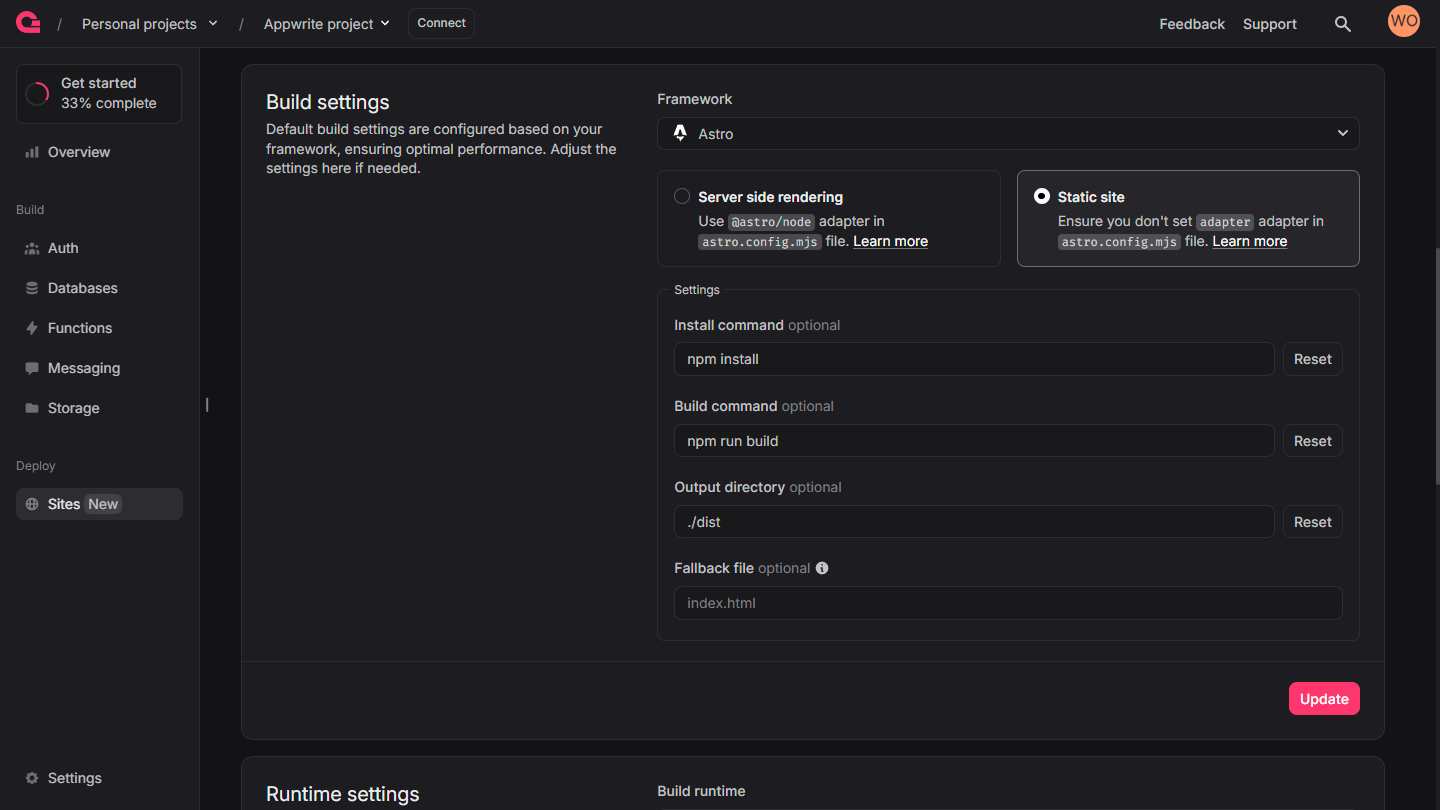 / Personal projects / Appwrite project Connect Feedback Support WO
Get started
33% complete
Overview
Build
Auth
Databases
Functions
Messaging
Storage
Deploy
Sites New
Settings
Build settings
Default build settings are configured based on your
framework, ensuring optimal performance. Adjust the
settings here if needed.
Framework
Astro
Server side rendering
Use @astro/node adapter in
astro.config.mjs file. Learn more
Static site
Ensure you don't set adapter adapter in
astro.config.mjs file. Learn more
Settings
Install command optional
npm install Reset
Build command optional
npm run build Reset
Output directory optional
./dist Reset
Fallback file optional
index.html
Update
Runtime settings
Build runtime